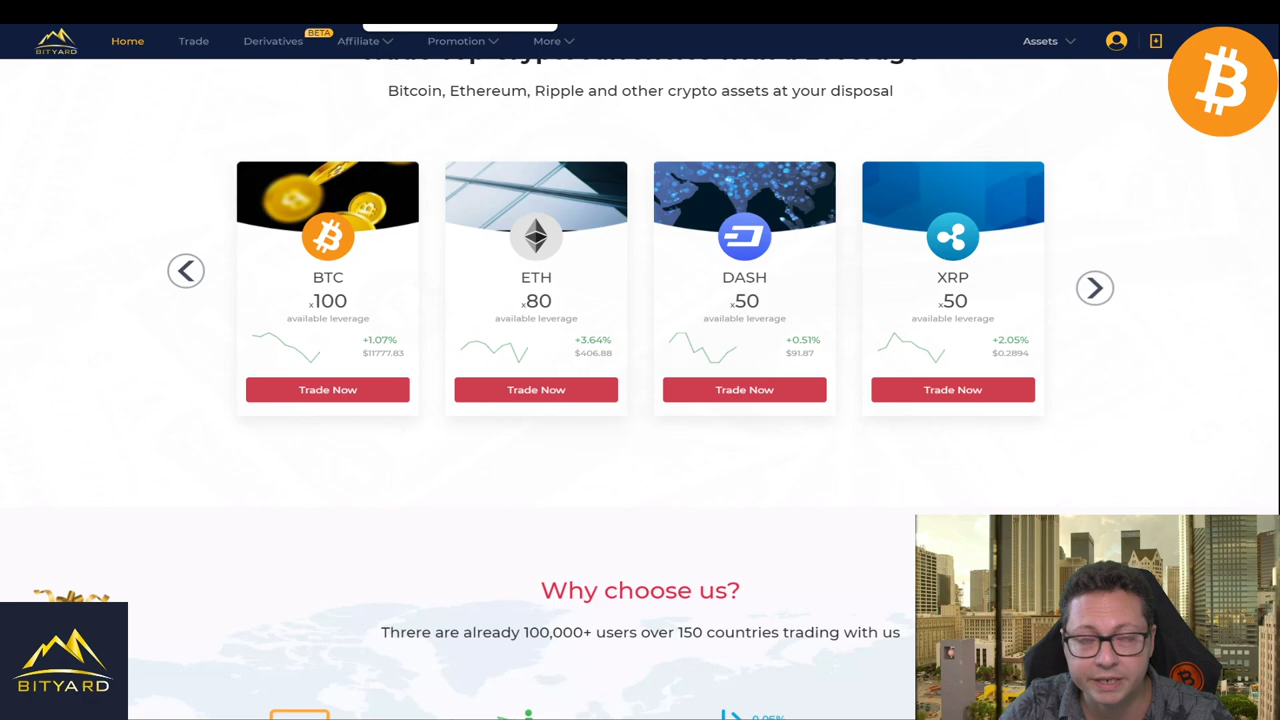 BITYARD
Home
Trade
Derivatives
BETA
Affiliate
Promotion
More
Assets
Bitcoin, Ethereum, Ripple and other crypto assets at your disposal
BTC
x100
available leverage
+1.07%
$11777.83
Trade Now
ETH
x80
available leverage
+3.64%
$406.88
Trade Now
DASH
x50
available leverage
+0.51%
$91.87
Trade Now
XRP
x50
available leverage
+2.05%
$0.2894
Trade Now
Why choose us?
Threre are already 100,000+ users over 150 countries trading with us
BITYARD
0.05%